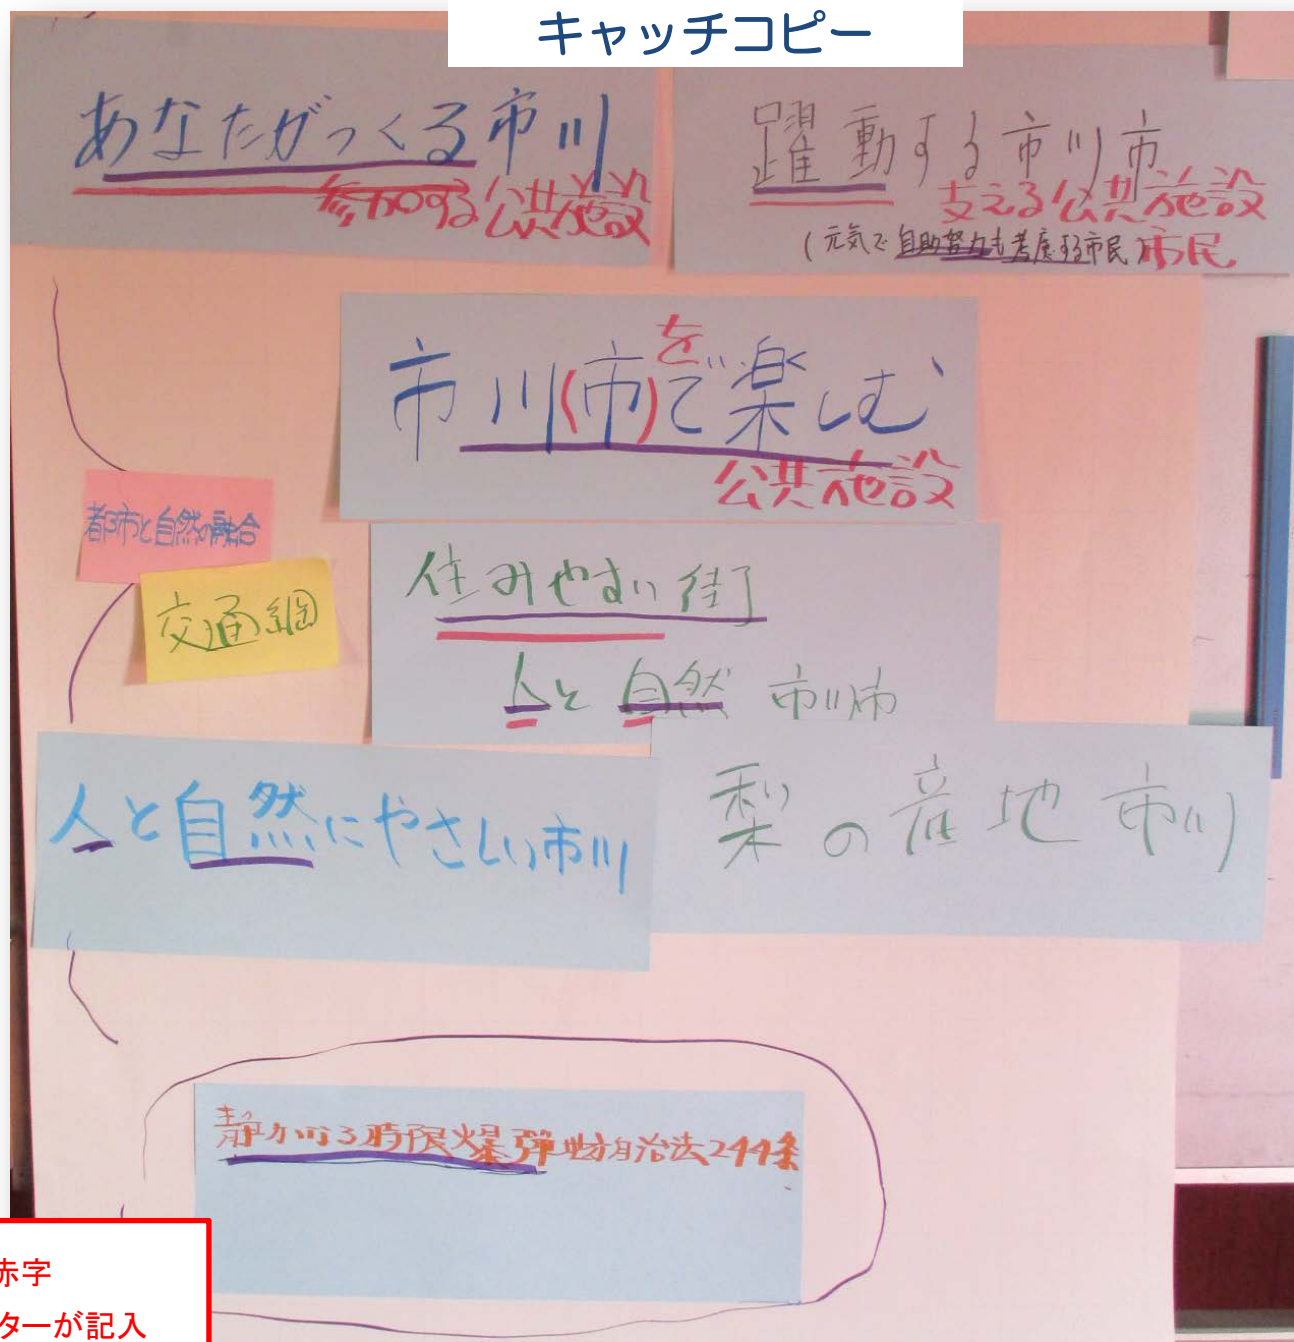 キャッチコピー
あなたがつくる市川
参加する公共施設
躍動する市川市
支える公共施設
(元気で自助努力も考慮する市民)市民
を
市川(市)で楽しむ
公共施設
都市と自然の融合
交通網
住みやすい街
人と自然 市川市
人と自然にやさしい市川
梨の産地 市川
静かなる時限爆弾地方自治法244条
赤字
ターが記入